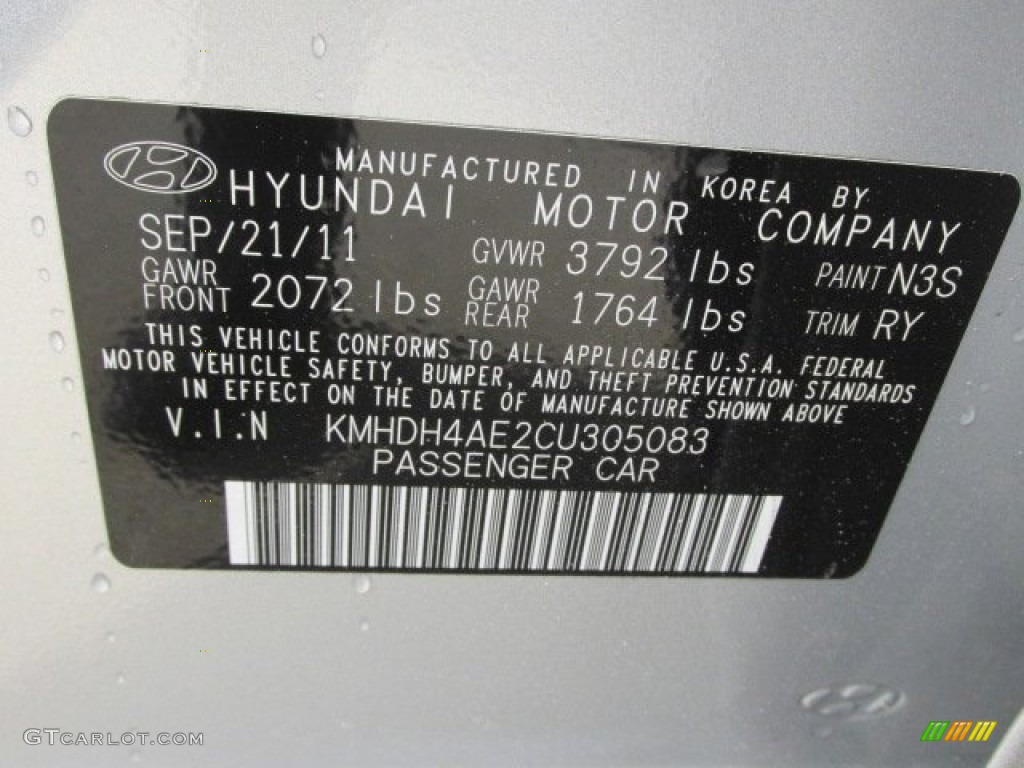 MANUFACTURED IN KOREA BY
HYUNDAI MOTOR COMPANY
SEP/21/11 GVWR 3792 lbs PAINT N3S
GAWR FRONT 2072 lbs GAWR REAR 1764 lbs TRIM RY
THIS VEHICLE CONFORMS TO ALL APPLICABLE U.S.A. FEDERAL
MOTOR VEHICLE SAFETY, BUMPER, AND THEFT PREVENTION STANDARDS
IN EFFECT ON THE DATE OF MANUFACTURE SHOWN ABOVE
V.I.N KMHDH4AE2CU305083
PASSENGER CAR
GTCARLOT.COM